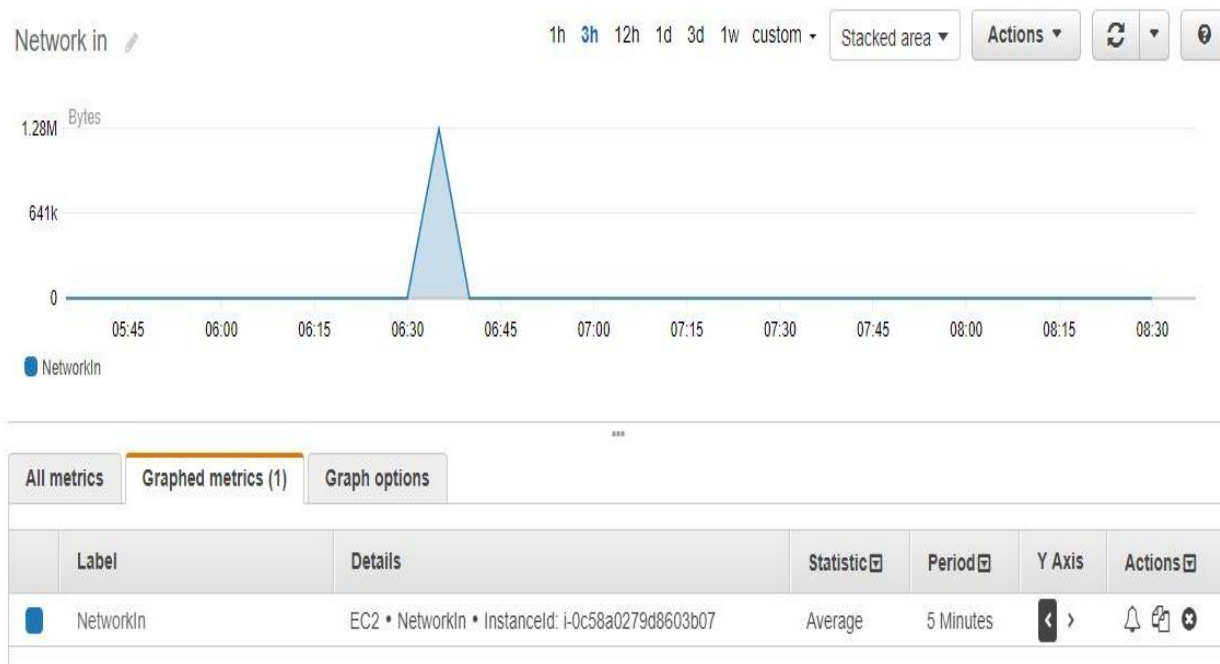 Network in
1h 3h 12h 1d 3d 1w custom Stacked area Actions
Bytes
1.28M
641k
0
05:45 06:00 06:15 06:30 06:45 07:00 07:15 07:30 07:45 08:00 08:15 08:30
NetworkIn
All metrics Graphed metrics (1) Graph options
Label Details Statistic Period Y Axis Actions
NetworkIn EC2 • NetworkIn • InstanceId: i-0c58a0279d8603b07 Average 5 Minutes